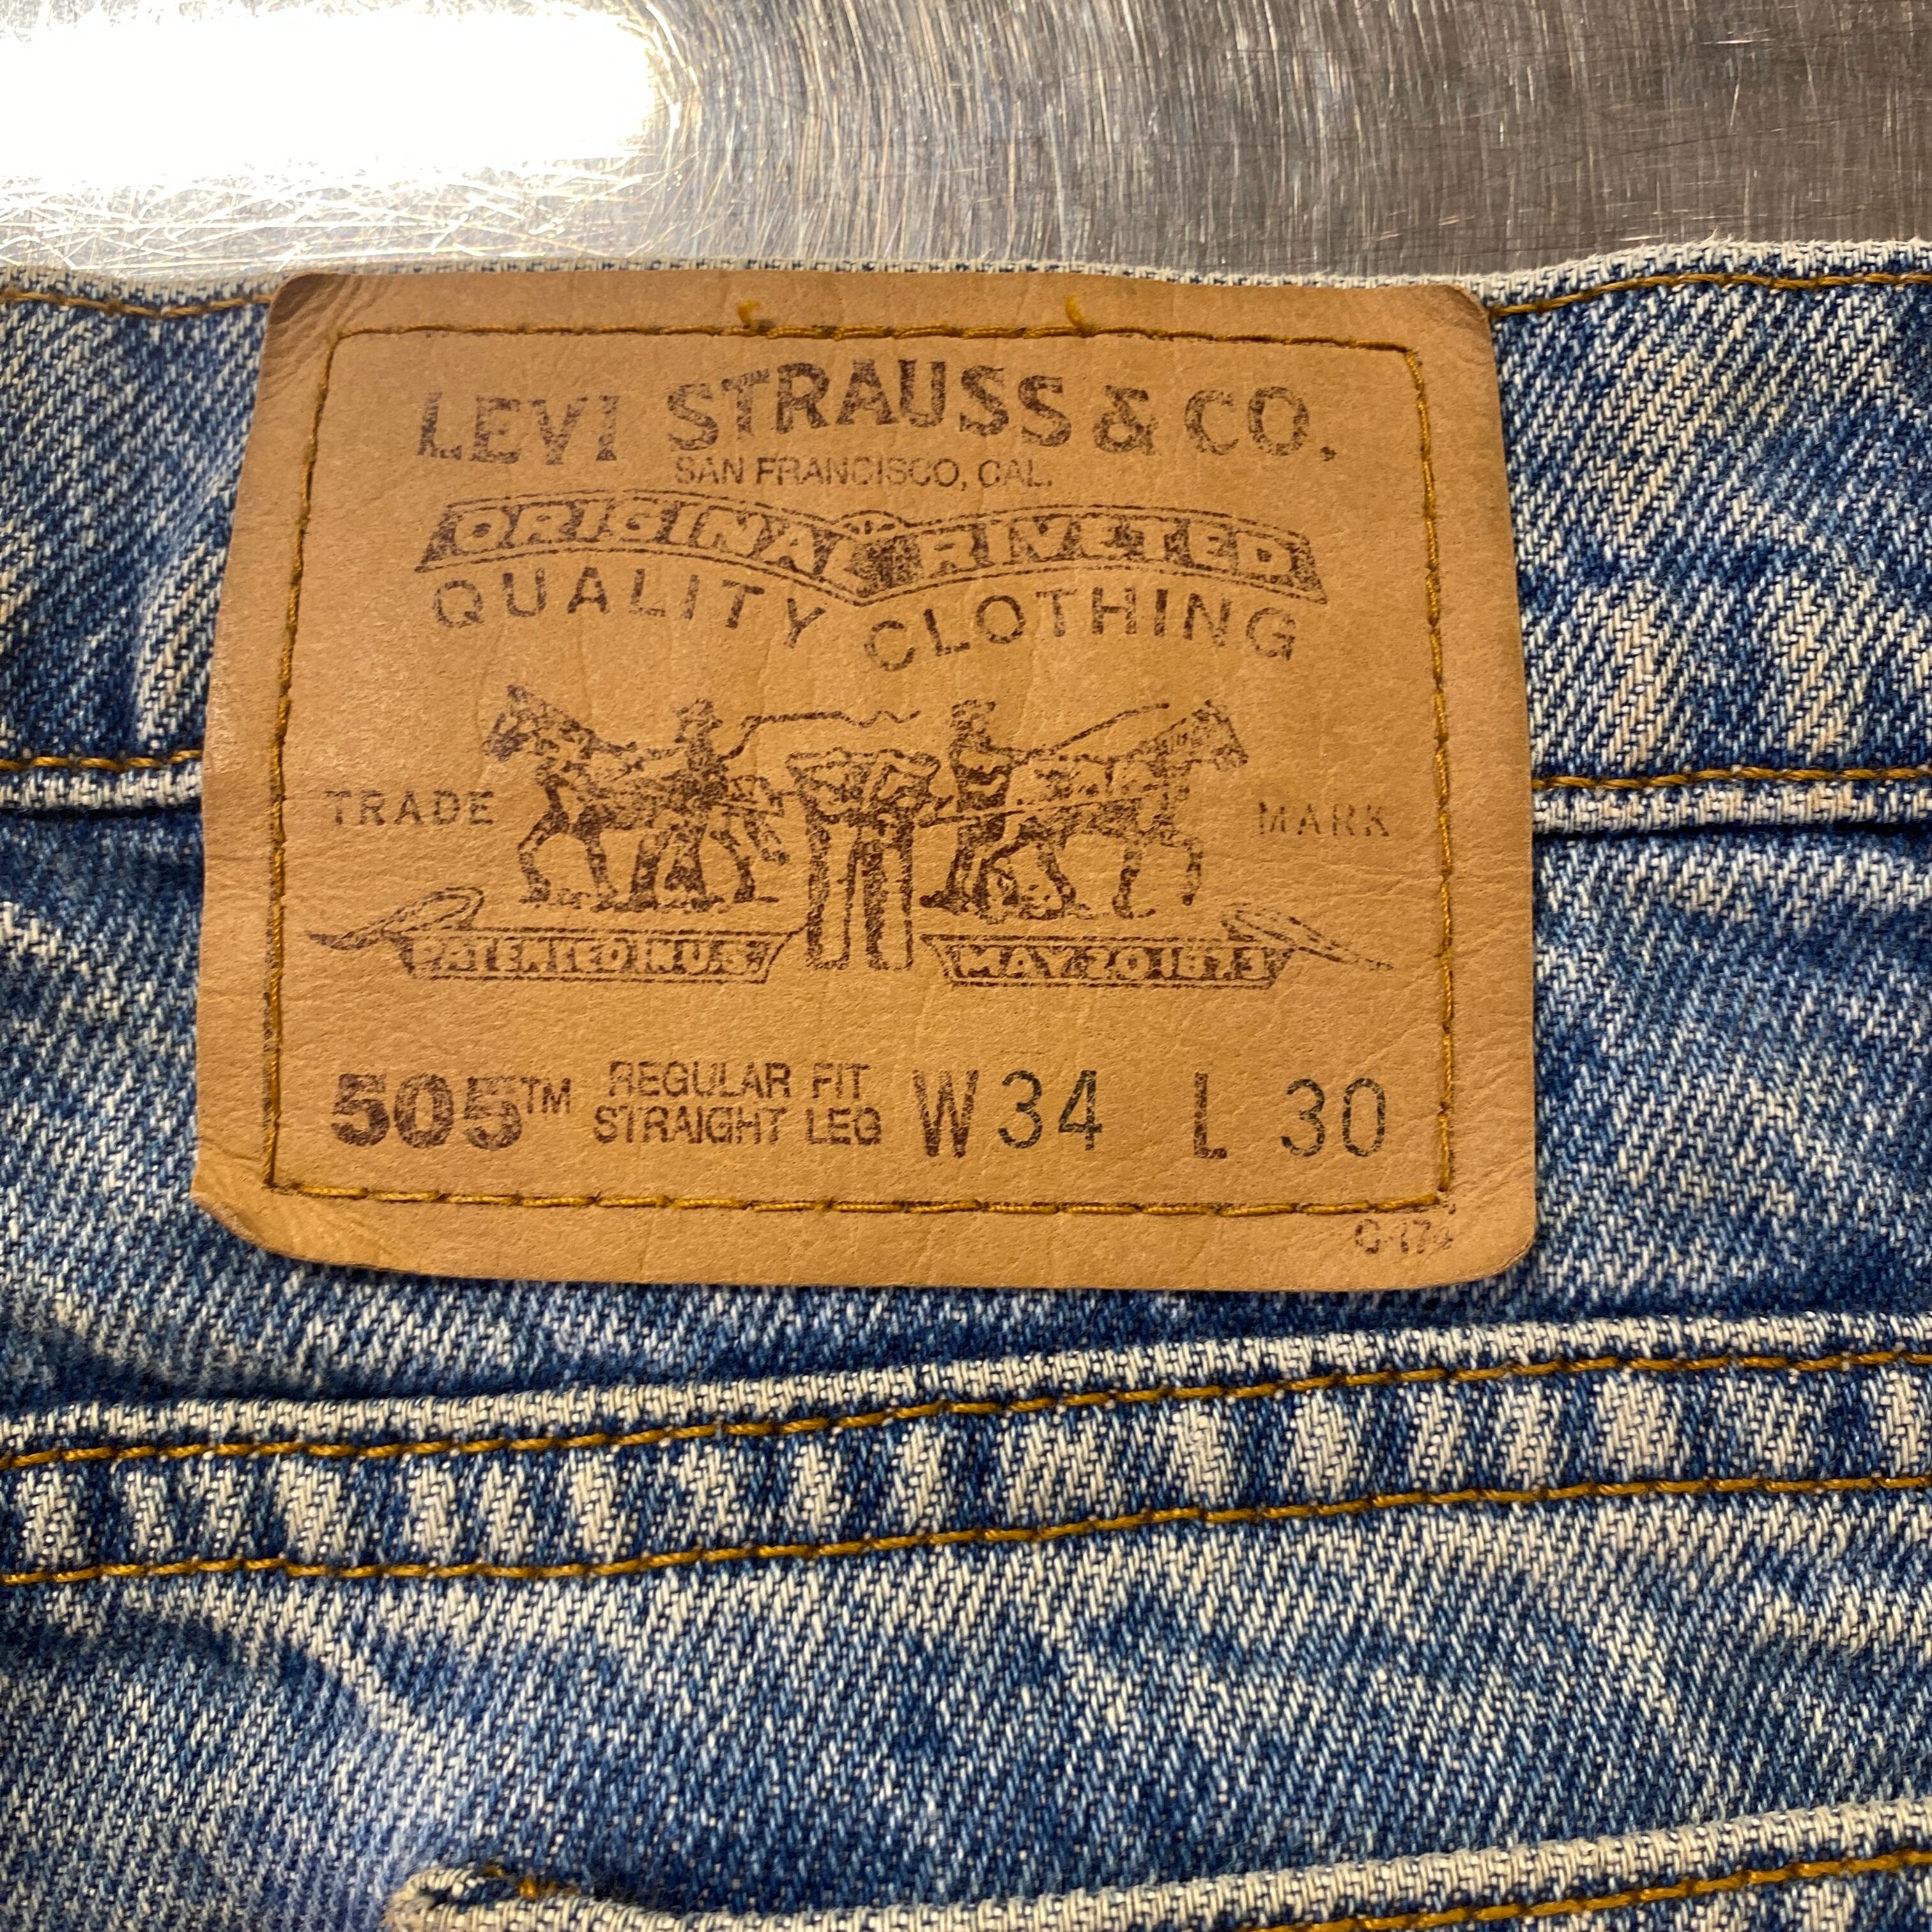 LEVI STRAUSS & CO.
SAN FRANCISCO, CAL.
ORIGINAL RIVETED
QUALITY CLOTHING
TRADE MARK
PATENTED IN U.S. MAY 20 1873
505™ REGULAR FIT STRAIGHT LEG W 34 L 30